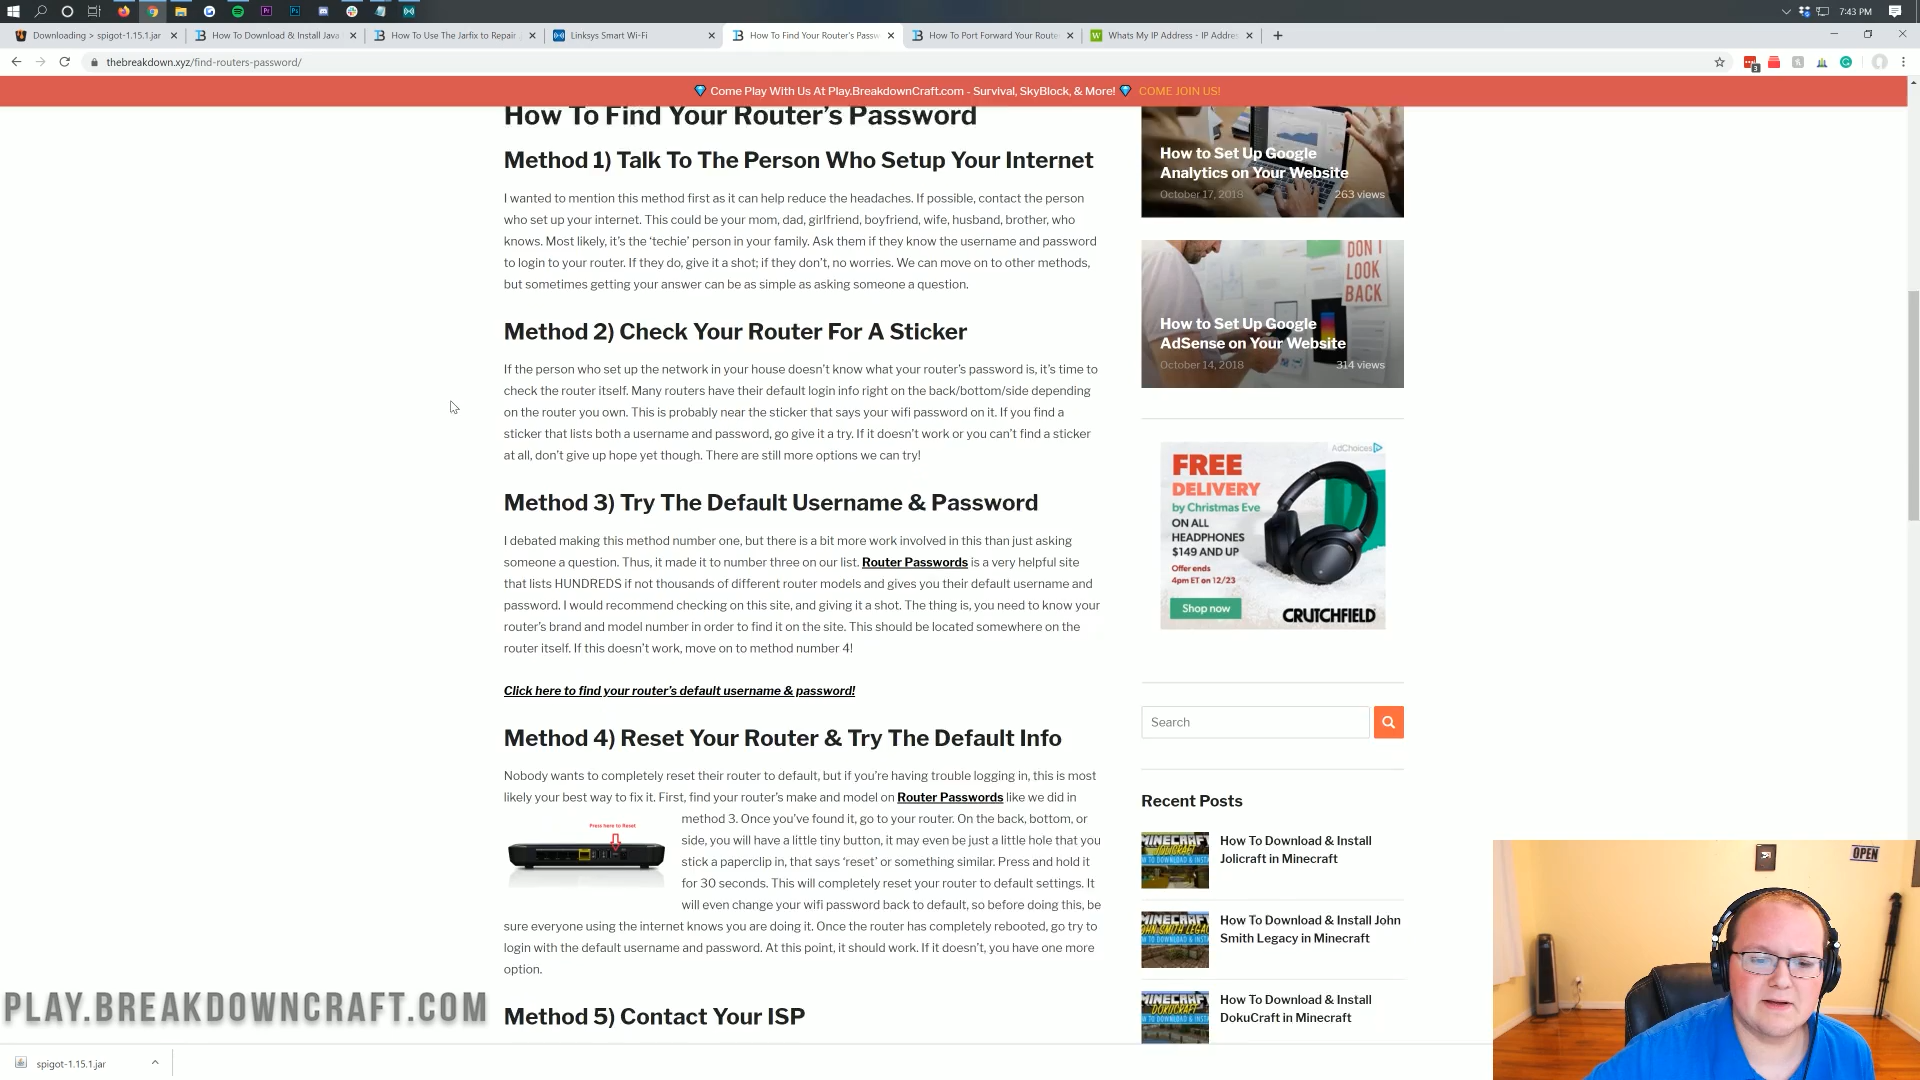 7:43 PM
Downloading > spigot-1.15.1.jar
How To Download & Install Java
How To Use The Jarfix to Repair
Linksys Smart Wi-Fi
How To Find Your Router's Passw
How To Port Forward Your Route
Whats My IP Address - IP Addre
thebreakdown.xyz/find-routers-password/
3
Come Play With Us At Play.BreakdownCraft.com - Survival, SkyBlock, & More! COME JOIN US!
How To Find Your Router's Password
Method 1) Talk To The Person Who Setup Your Internet
I wanted to mention this method first as it can help reduce the headaches. If possible, contact the person
who set up your internet. This could be your mom, dad, girlfriend, boyfriend, wife, husband, brother, who
knows. Most likely, it's the 'techie' person in your family. Ask them if they know the username and password
to login to your router. If they do, give it a shot; if they don't, no worries. We can move on to other methods,
but sometimes getting your answer can be as simple as asking someone a question.
Method 2) Check Your Router For A Sticker
If the person who set up the network in your house doesn't know what your router's password is, it's time to
check the router itself. Many routers have their default login info right on the back/bottom/side depending
on the router you own. This is probably near the sticker that says your wifi password on it. If you find a
sticker that lists both a username and password, go give it a try. If it doesn't work or you can't find a sticker
at all, don't give up hope yet though. There are still more options we can try!
Method 3) Try The Default Username & Password
I debated making this method number one, but there is a bit more work involved in this than just asking
someone a question. Thus, it made it to number three on our list. Router Passwords is a very helpful site
that lists HUNDREDS if not thousands of different router models and gives you their default username and
password. I would recommend checking on this site, and giving it a shot. The thing is, you need to know your
router's brand and model number in order to find it on the site. This should be located somewhere on the
router itself. If this doesn't work, move on to method number 4!
Click here to find your router's default username & password!
Method 4) Reset Your Router & Try The Default Info
Nobody wants to completely reset their router to default, but if you're having trouble logging in, this is most
likely your best way to fix it. First, find your router's make and model on Router Passwords like we did in
Press here to Reset
method 3. Once you've found it, go to your router. On the back, bottom, or
side, you will have a little tiny button, it may even be just a little hole that you
stick a paperclip in, that says 'reset' or something similar. Press and hold it
for 30 seconds. This will completely reset your router to default settings. It
will even change your wifi password back to default, so before doing this, be
sure everyone using the internet knows you are doing it. Once the router has completely rebooted, go try to
login with the default username and password. At this point, it should work. If it doesn't, you have one more
option.
Method 5) Contact Your ISP
How to Set Up Google
Analytics on Your Website
October 17, 2018 263 views
DON'T
LOOK
BACK
How to Set Up Google
AdSense on Your Website
October 14, 2018 314 views
AdChoices
FREE
DELIVERY
by Christmas Eve
ON ALL
HEADPHONES
$149 AND UP
Offer ends
4pm ET on 12/23
Shop now
CRUTCHFIELD
Search
Recent Posts
How To Download & Install
Jolicraft in Minecraft
How To Download & Install John
Smith Legacy in Minecraft
How To Download & Install
DokuCraft in Minecraft
OPEN
PLAY.BREAKDOWNCRAFT.COM
spigot-1.15.1.jar